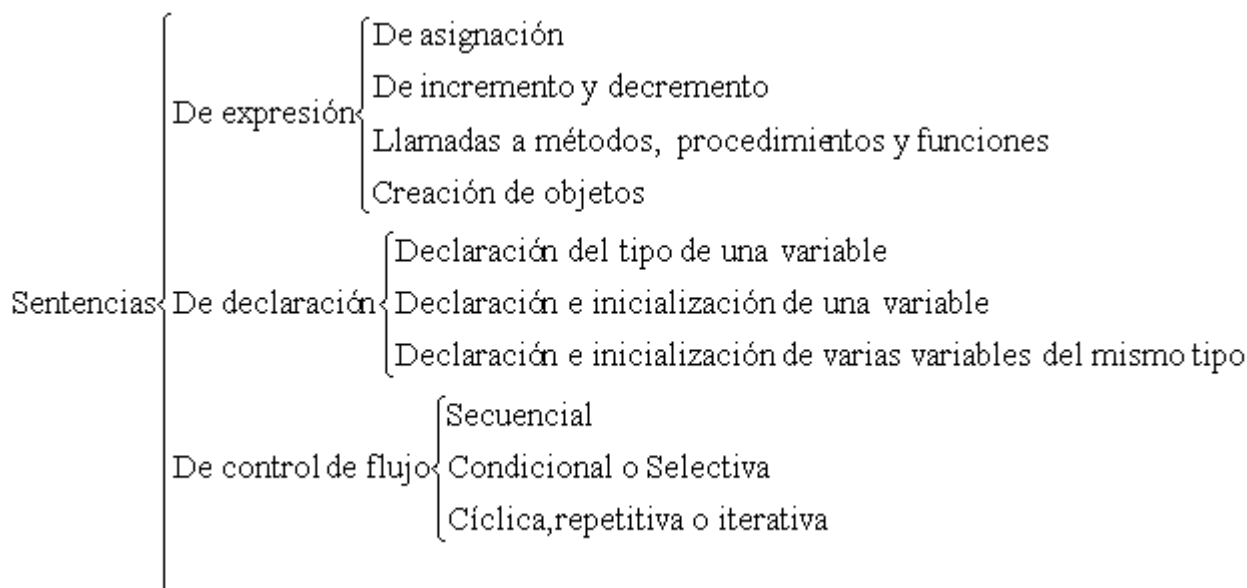 De asignación
De incremento y decremento
De expresión
Llamadas a métodos, procedimientos y funciones
Creación de objetos
Declaración del tipo de una variable
Sentencias De declaración Declaración e inicialización de una variable
Declaración e inicialización de varias variables del mismo tipo
Secuencial
De control de flujo Condicional o Selectiva
Cíclica,repetitiva o iterativa